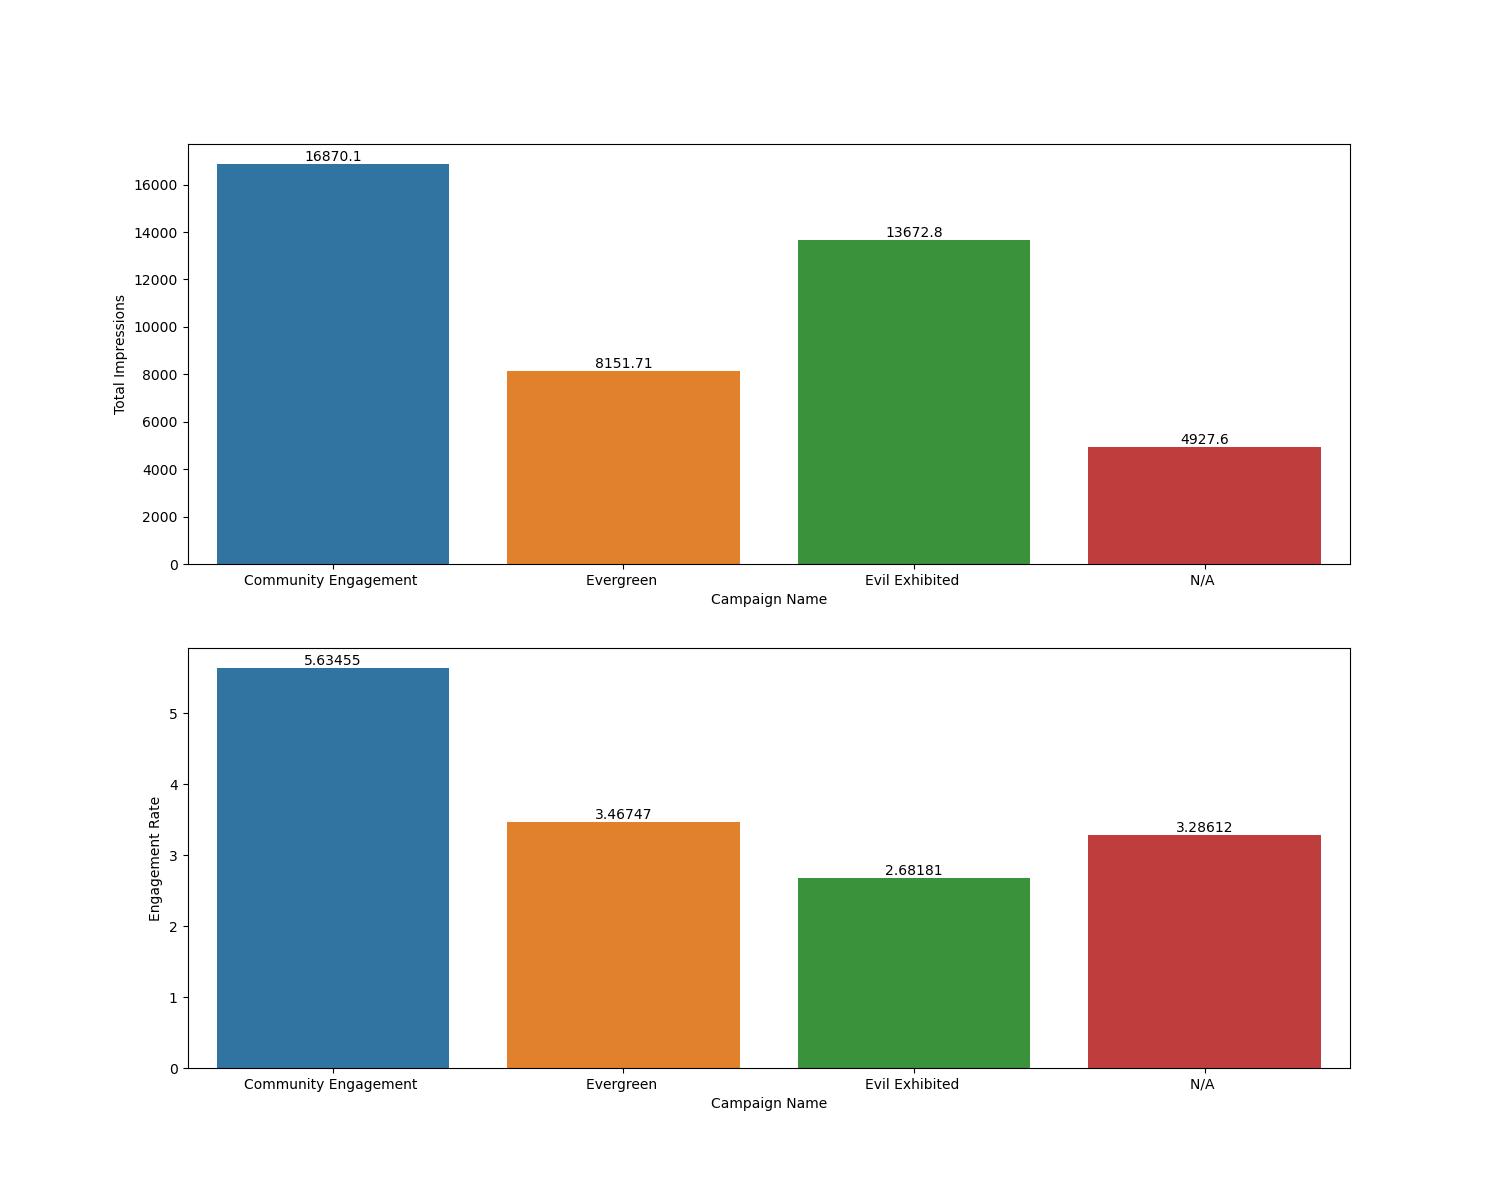 16870.1
16000
14000
13672.8
12000
10000
8151.71
8000
6000
4927.6
4000
2000
0
Total Impressions
Community Engagement
Evergreen
Evil Exhibited
N/A
Campaign Name
5.63455
5
4
3.46747
3.28612
3
2.68181
2
1
0
Engagement Rate
Community Engagement
Evergreen
Evil Exhibited
N/A
Campaign Name